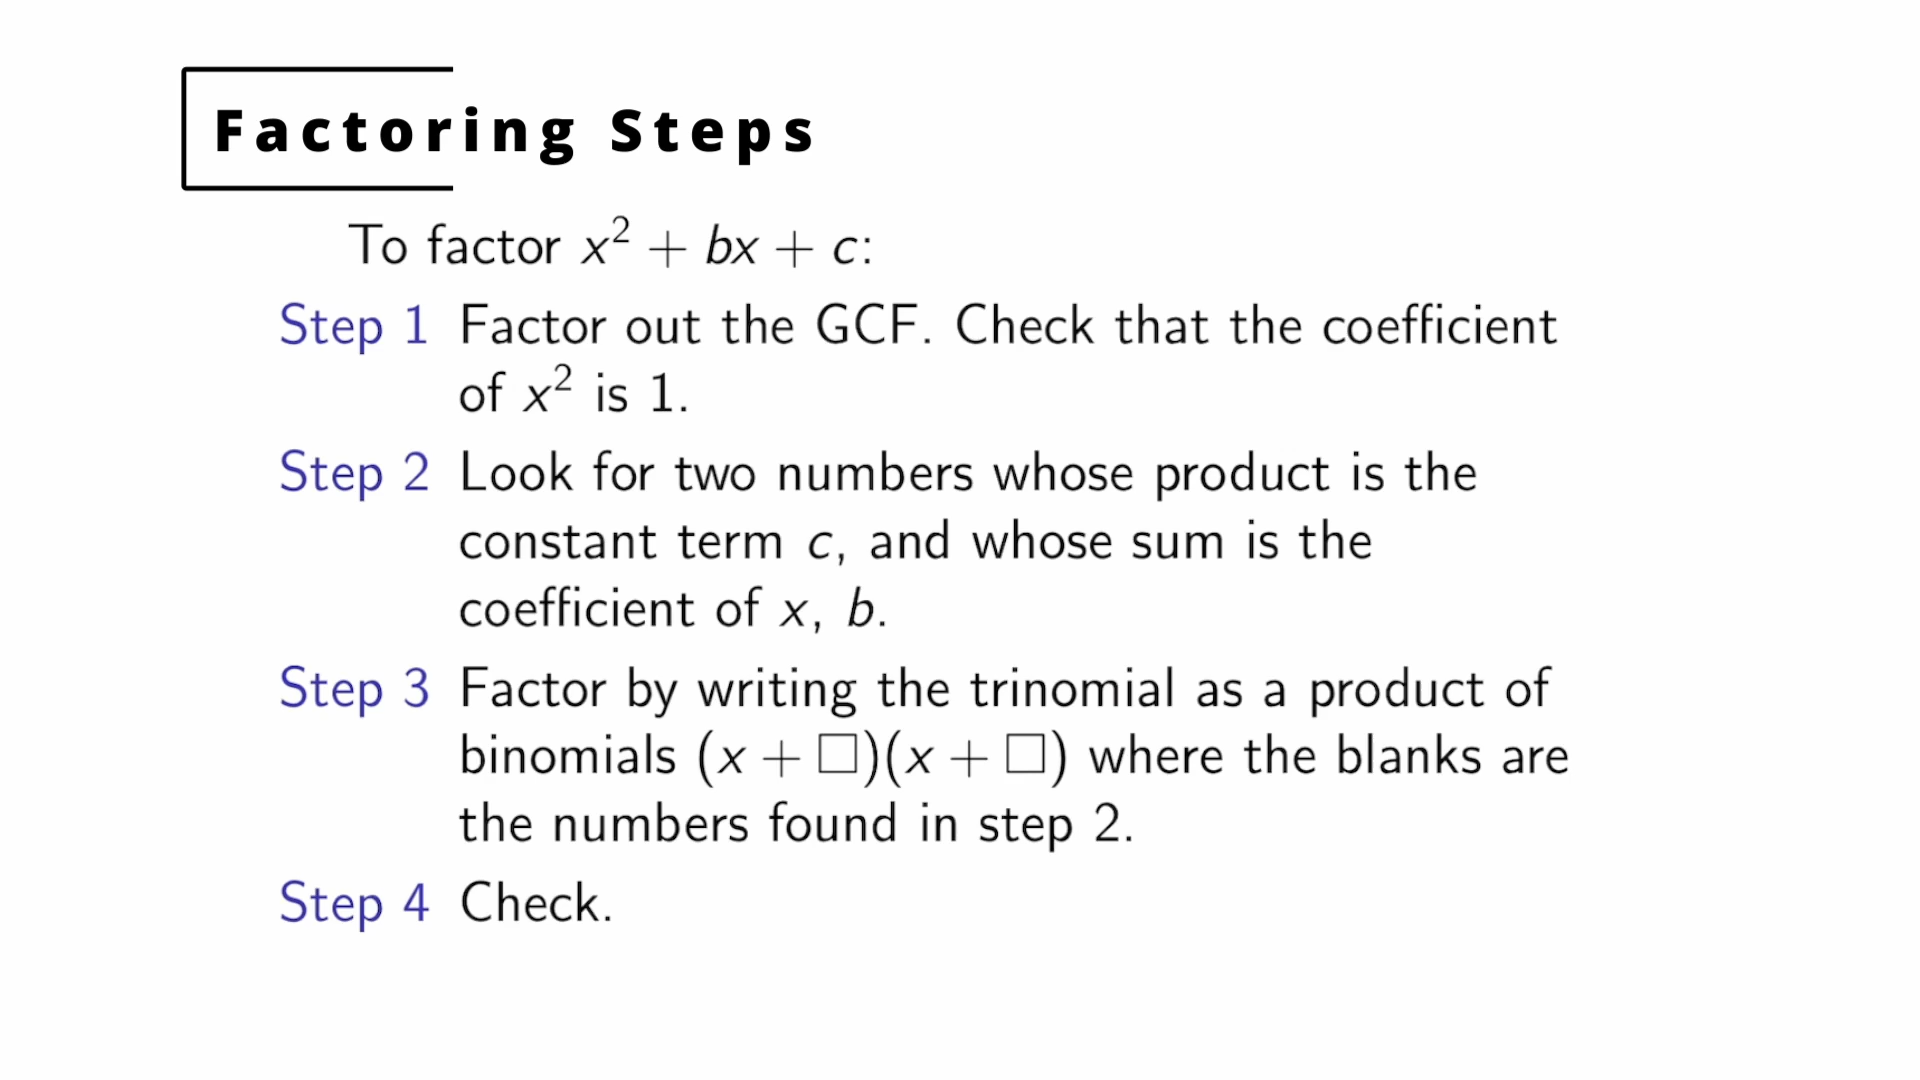 Factoring Steps
To factor x² + bx + c:
Step 1 Factor out the GCF. Check that the coefficient
of x² is 1.
Step 2 Look for two numbers whose product is the
constant term c, and whose sum is the
coefficient of x, b.
Step 3 Factor by writing the trinomial as a product of
binomials (x + □)(x + □) where the blanks are
the numbers found in step 2.
Step 4 Check.